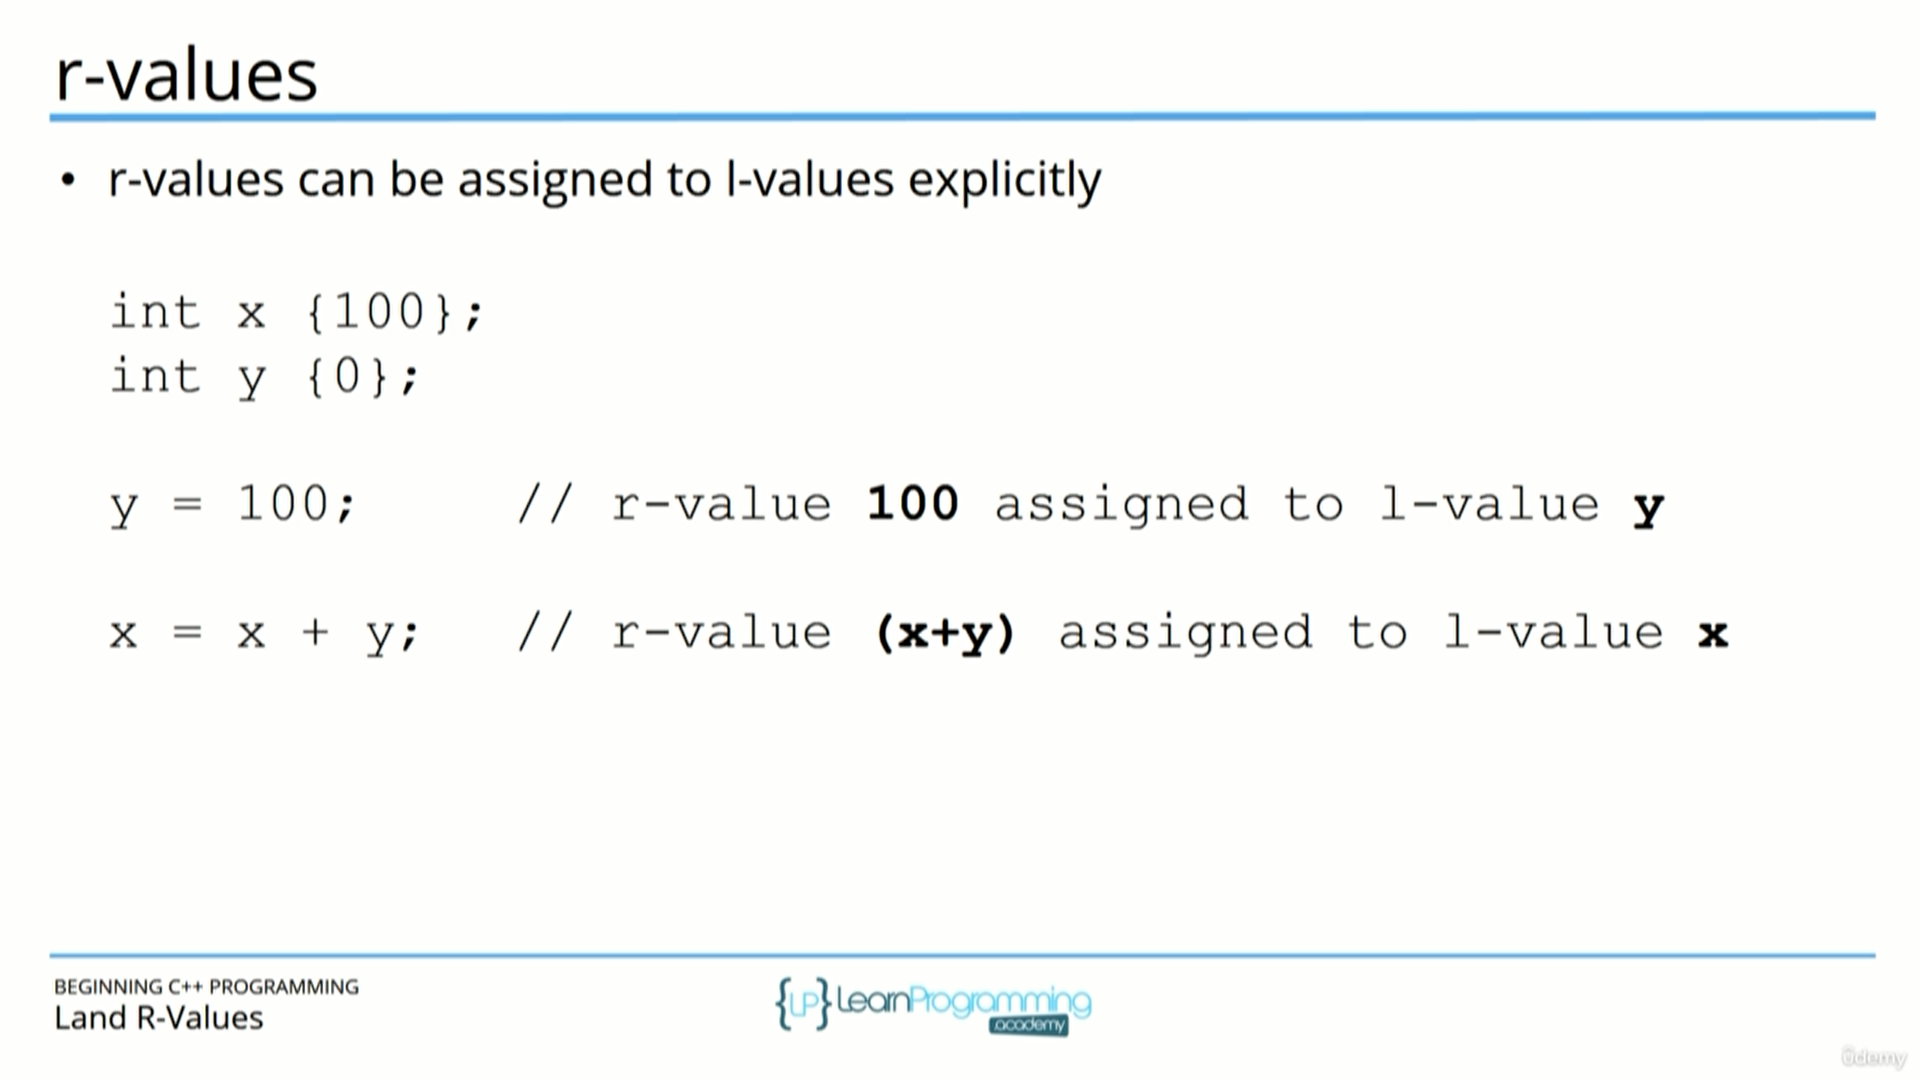 r-values
• r-values can be assigned to l-values explicitly
int x {100};
int y {0};
y = 100; // r-value 100 assigned to l-value y
x = x + y; // r-value (x+y) assigned to l-value x
BEGINNING C++ PROGRAMMING
Land R-Values
{LP} LearnProgramming
academy
ûdemy